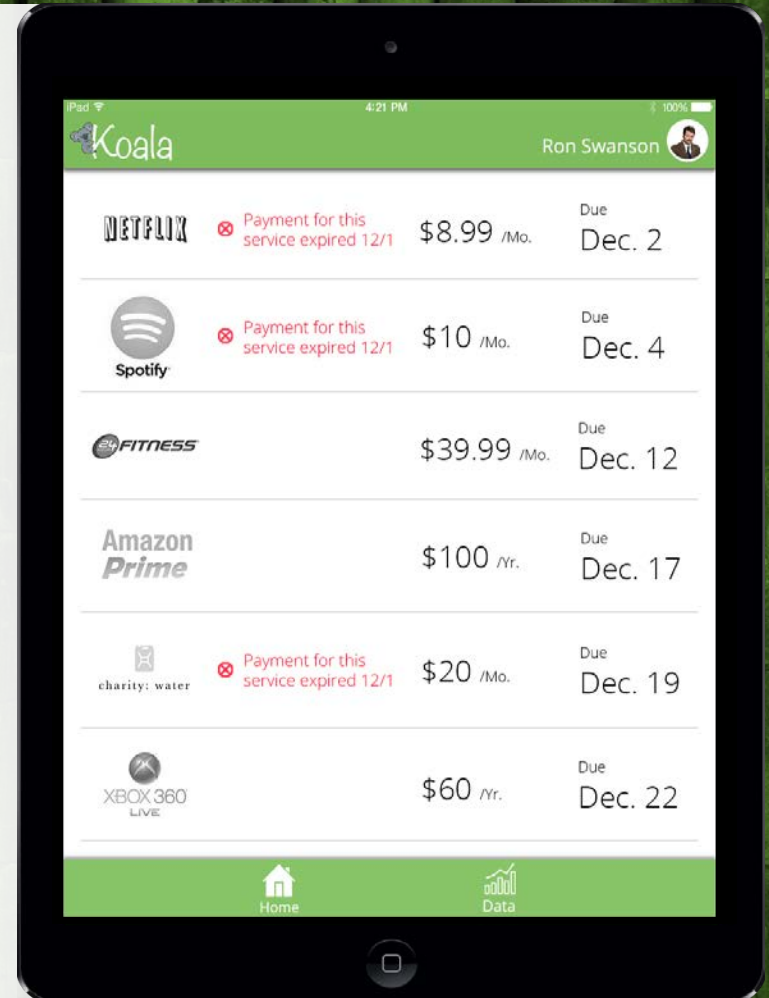 iPad 4:21 PM 100%
Koala
Ron Swanson
NETFLIX
Payment for this
service expired 12/1
$8.99 /Mo.
Due
Dec. 2
Spotify
Payment for this
service expired 12/1
$10 /Mo.
Due
Dec. 4
24 FITNESS
$39.99 /Mo.
Due
Dec. 12
Amazon
Prime
$100 /Yr.
Due
Dec. 17
charity: water
Payment for this
service expired 12/1
$20 /Mo.
Due
Dec. 19
XBOX 360
LIVE
$60 /Yr.
Due
Dec. 22
Home
Data